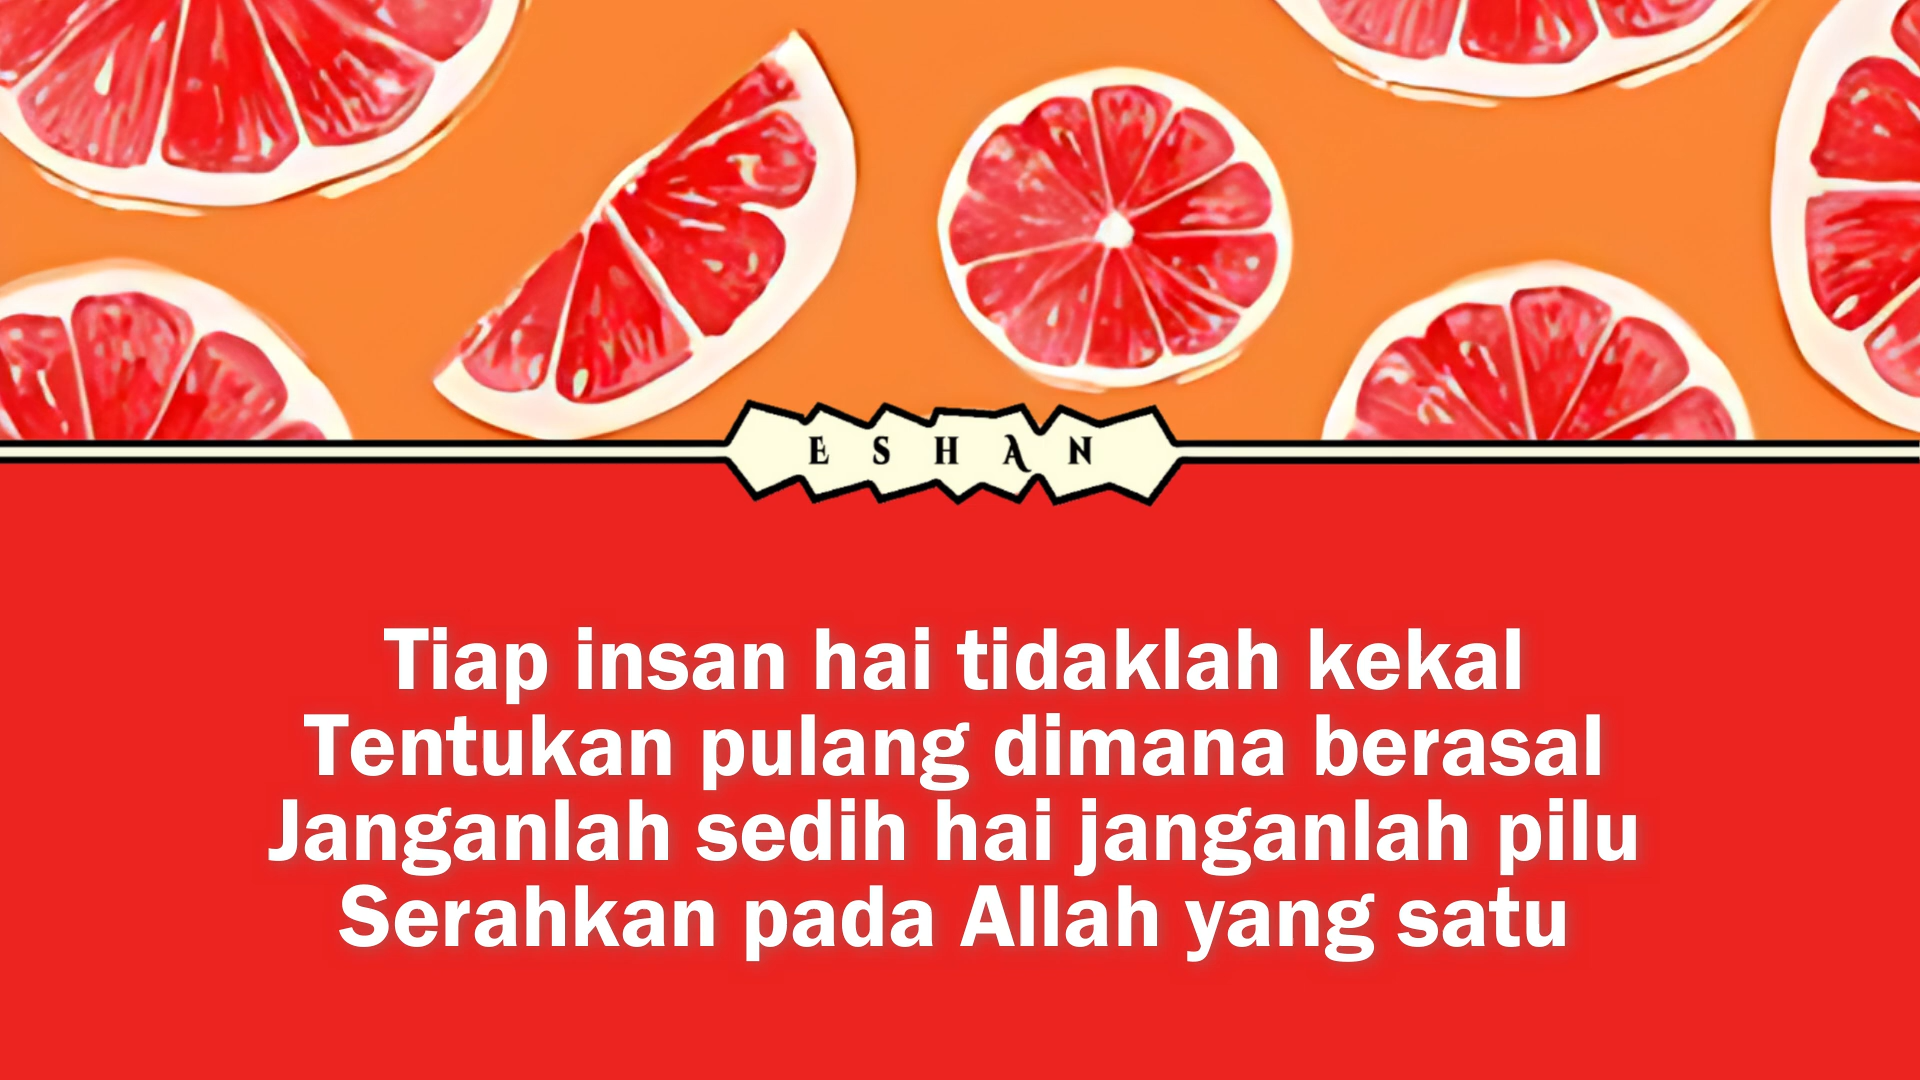 ESHAN
Tiap insan hai tidaklah kekal
Tentukan pulang dimana berasal
Janganlah sedih hai janganlah pilu
Serahkan pada Allah yang satu